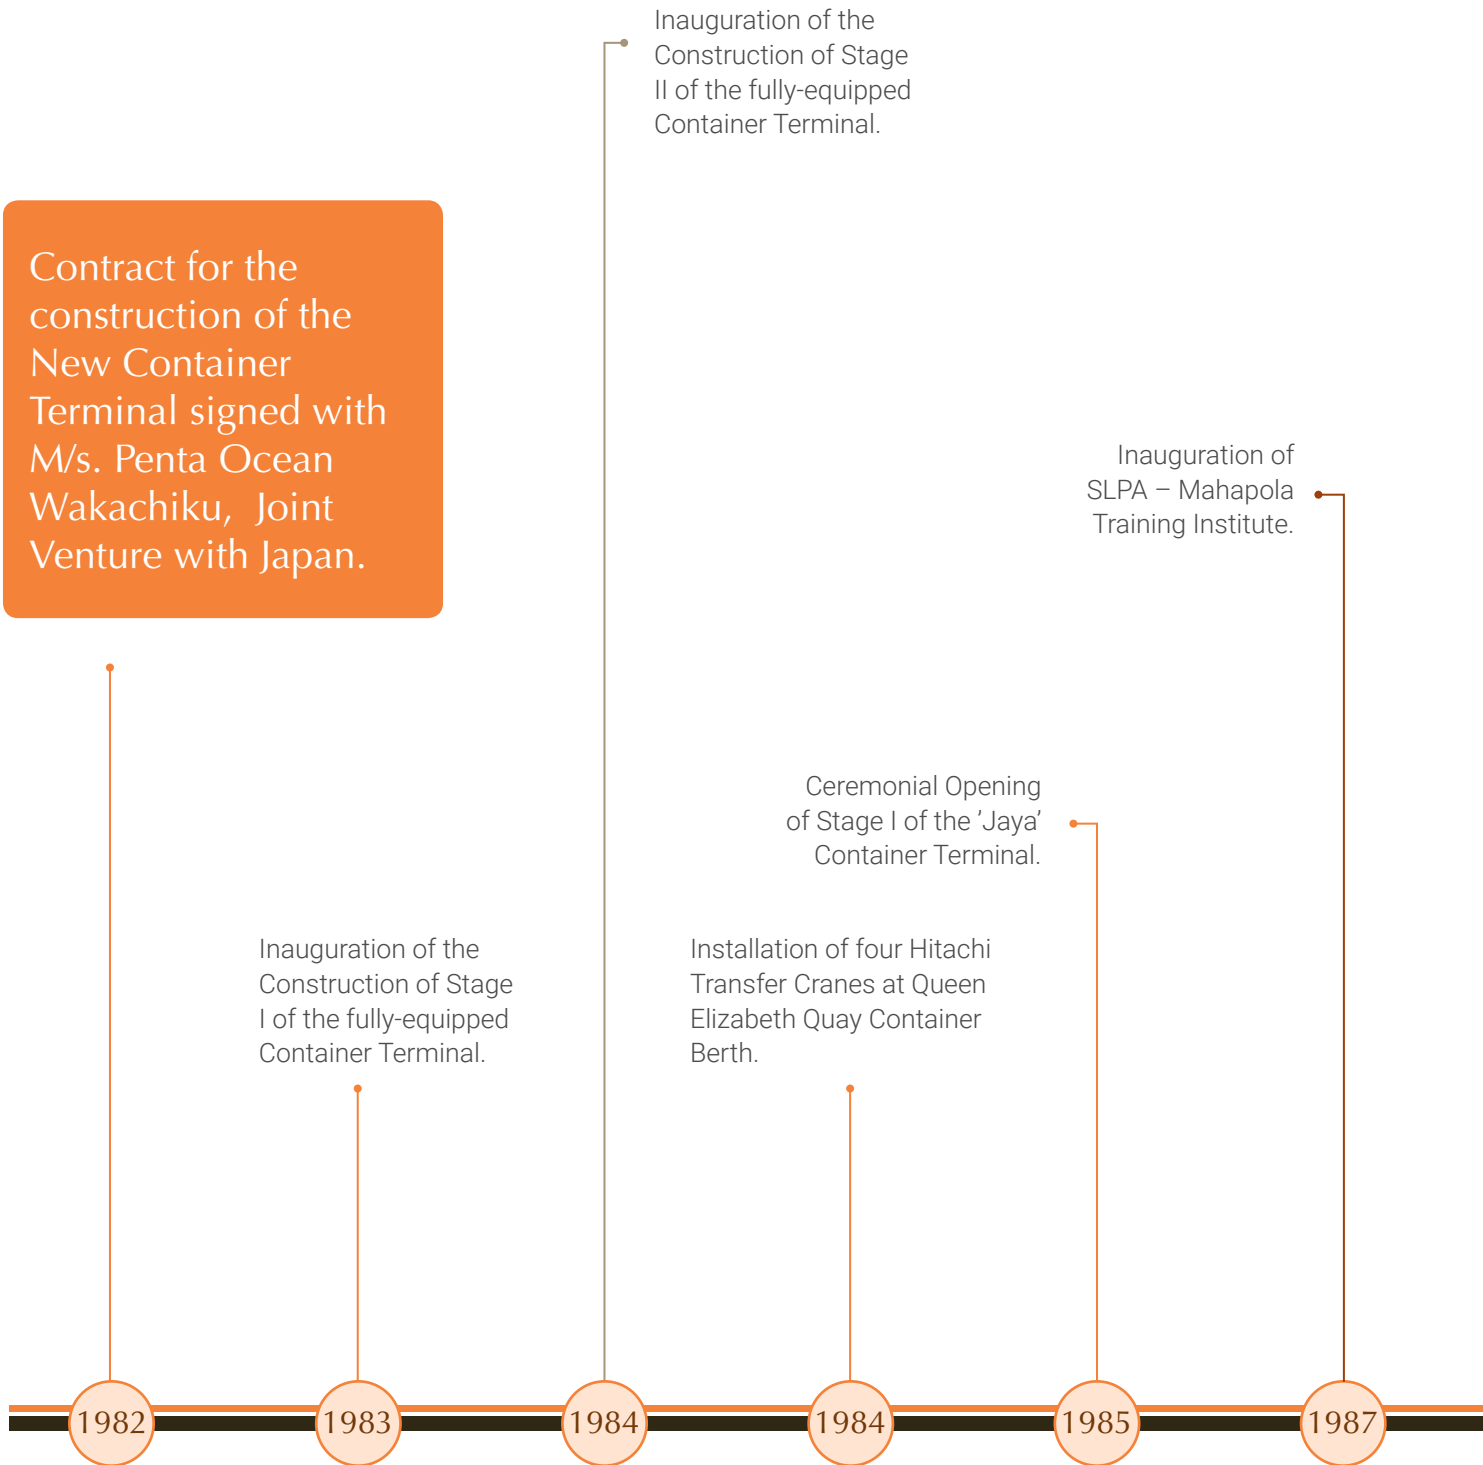 Inauguration of the
Construction of Stage
II of the fully-equipped
Container Terminal.
Contract for the
construction of the
New Container
Terminal signed with
M/s. Penta Ocean
Wakachiku, Joint
Venture with Japan.
Inauguration of
SLPA – Mahapola
Training Institute.
Ceremonial Opening
of Stage I of the ’Jaya’
Container Terminal.
Inauguration of the
Construction of Stage
I of the fully-equipped
Container Terminal.
Installation of four Hitachi
Transfer Cranes at Queen
Elizabeth Quay Container
Berth.
1982 1983 1984 1984 1985 1987